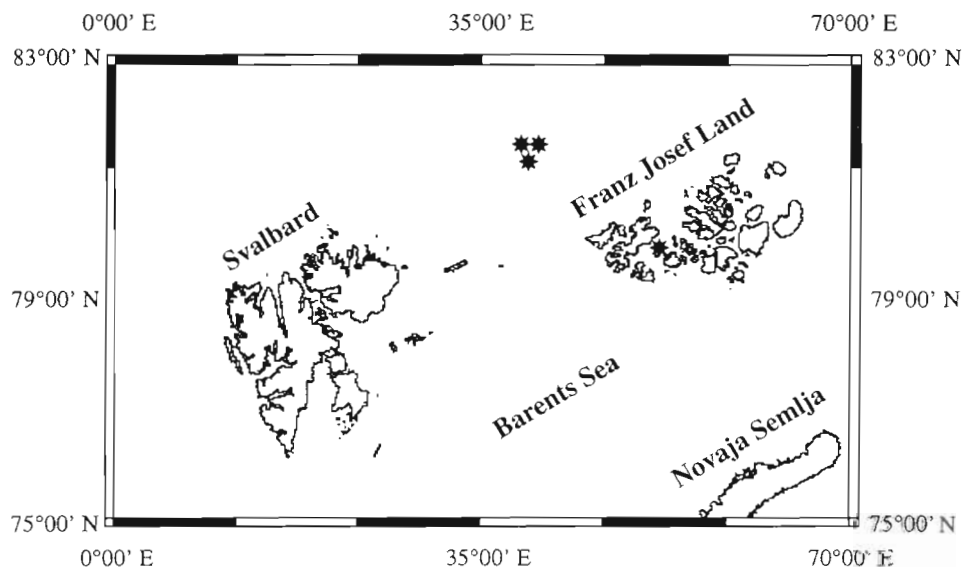 0°00' E 35°00' E 70°00' E
83°00' N 83°00' N
Franz Josef Land
Svalbard
79°00' N 79°00' N
Barents Sea
Novaja Semlja
75°00' N 75°00' N
0°00' E 35°00' E 70°00' E